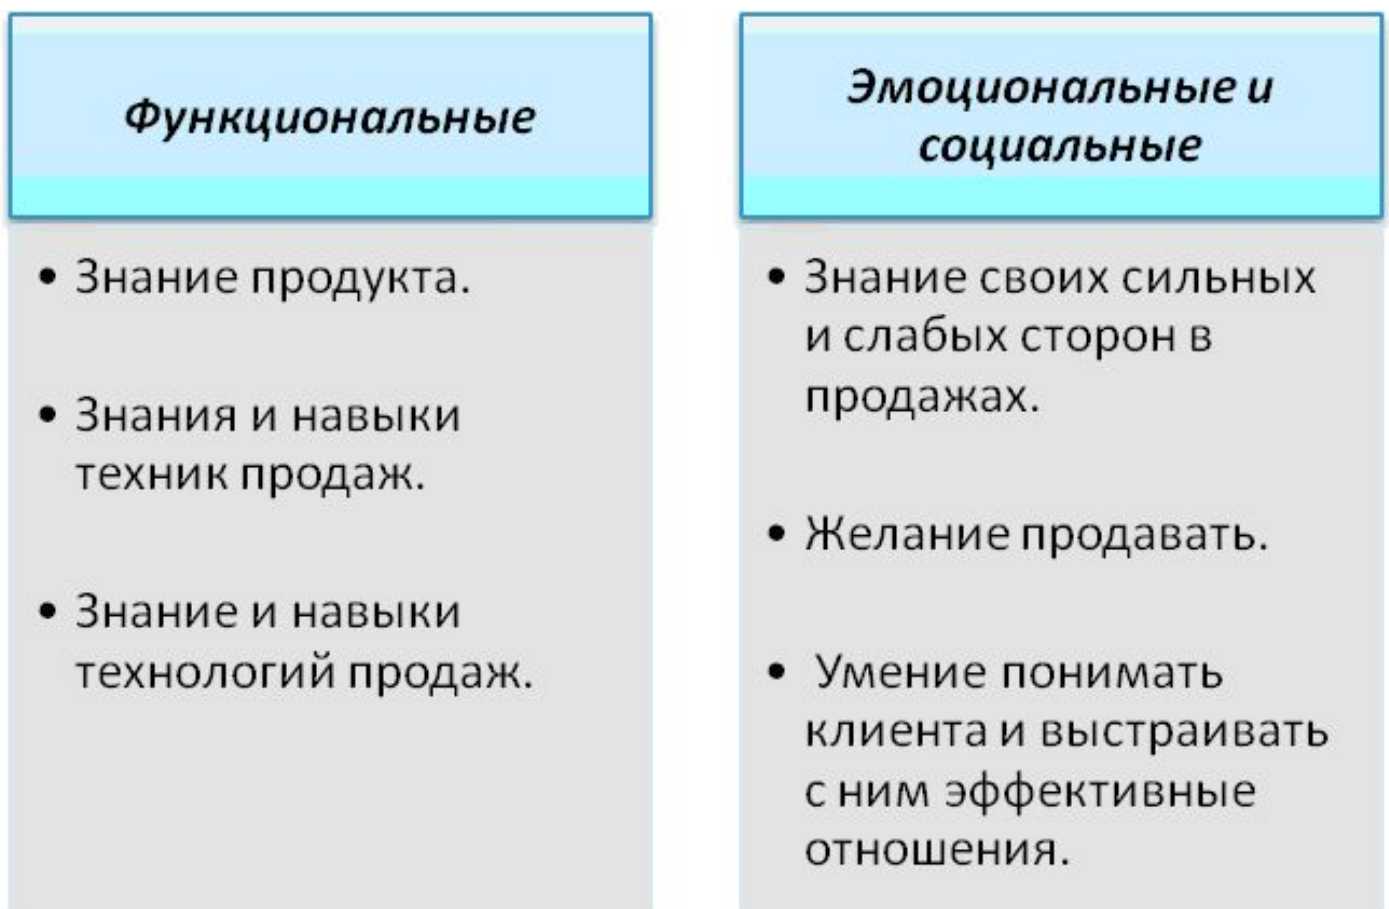 Функциональные
• Знание продукта.
• Знания и навыки
техник продаж.
• Знание и навыки
технологий продаж.
Эмоциональные и
социальные
• Знание своих сильных
и слабых сторон в
продажах.
• Желание продавать.
• Умение понимать
клиента и выстраивать
с ним эффективные
отношения.